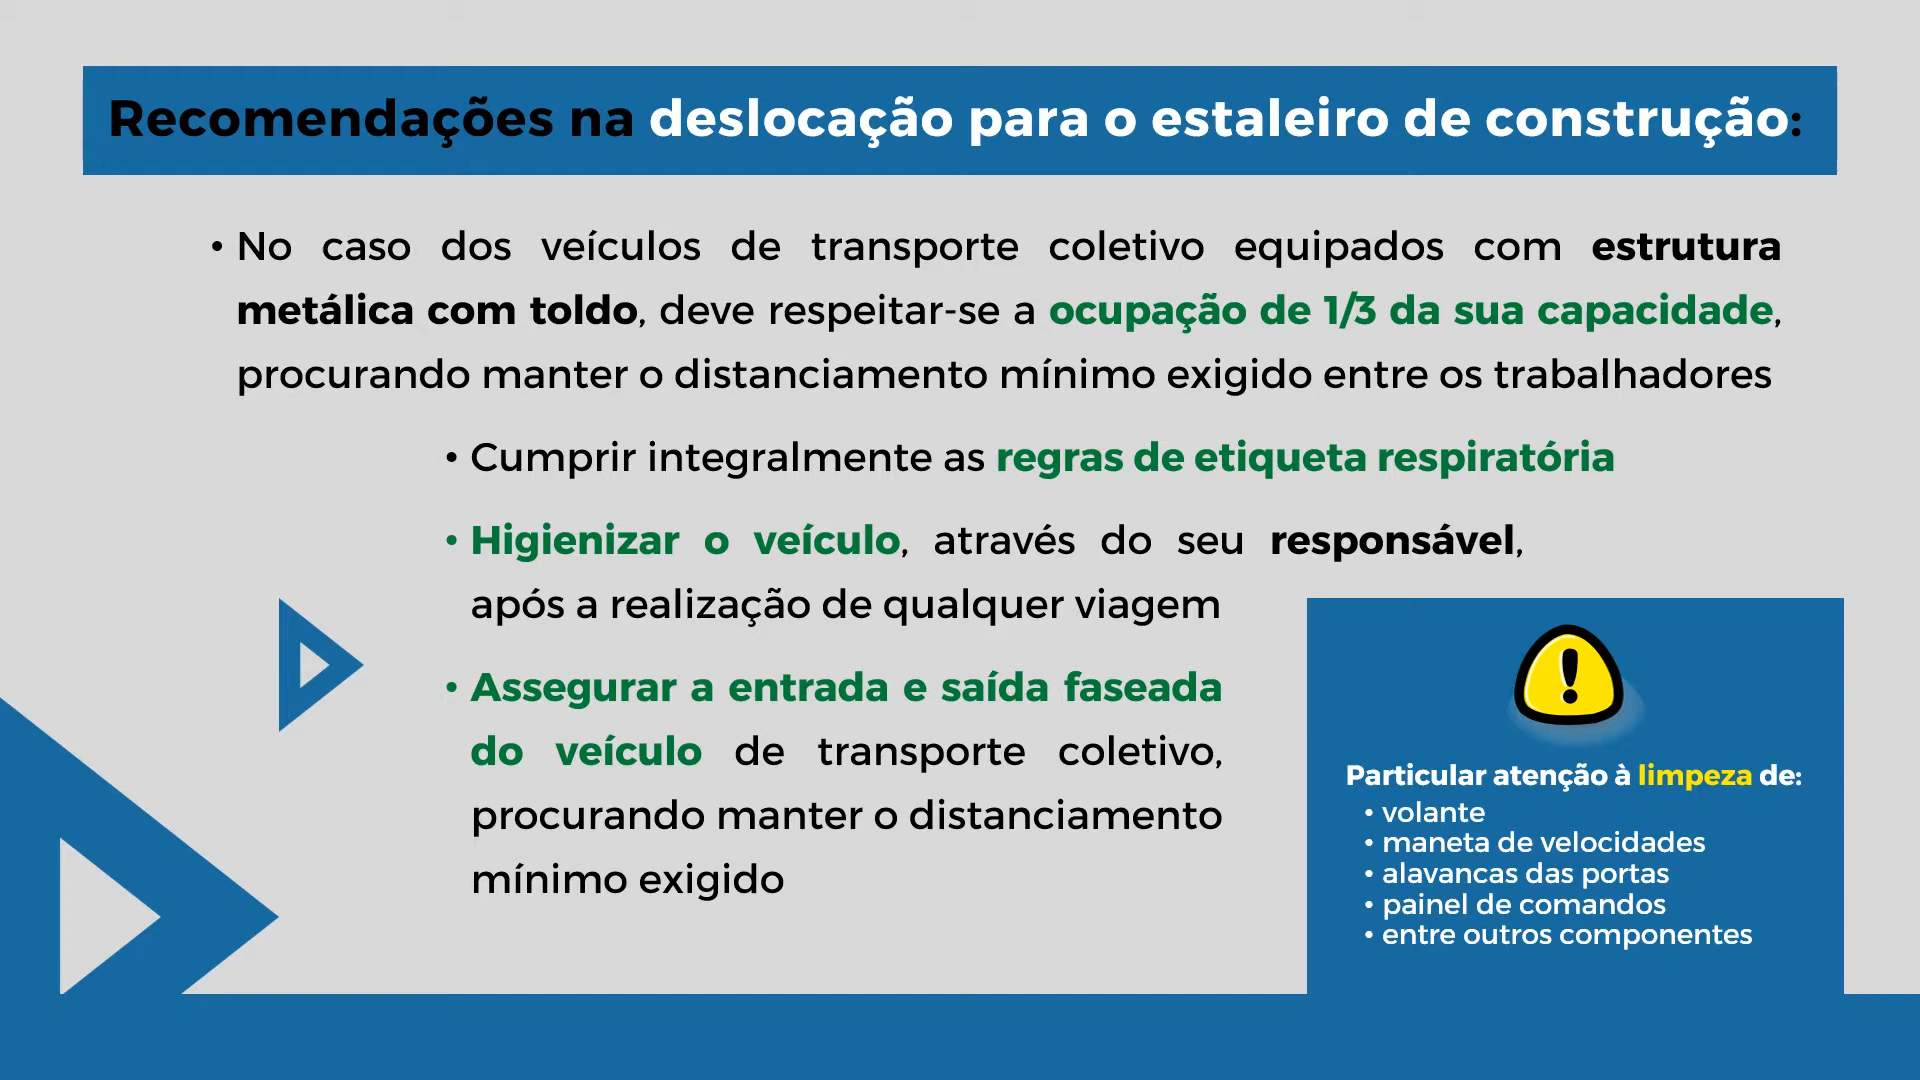 Recomendações na deslocação para o estaleiro de construção:
• No caso dos veículos de transporte coletivo equipados com estrutura
metálica com toldo, deve respeitar-se a ocupação de 1/3 da sua capacidade,
procurando manter o distanciamento mínimo exigido entre os trabalhadores
• Cumprir integralmente as regras de etiqueta respiratória
• Higienizar o veículo, através do seu responsável,
após a realização de qualquer viagem
• Assegurar a entrada e saída faseada
do veículo de transporte coletivo,
procurando manter o distanciamento
mínimo exigido
Particular atenção à limpeza de:
• volante
• maneta de velocidades
• alavancas das portas
• painel de comandos
• entre outros componentes